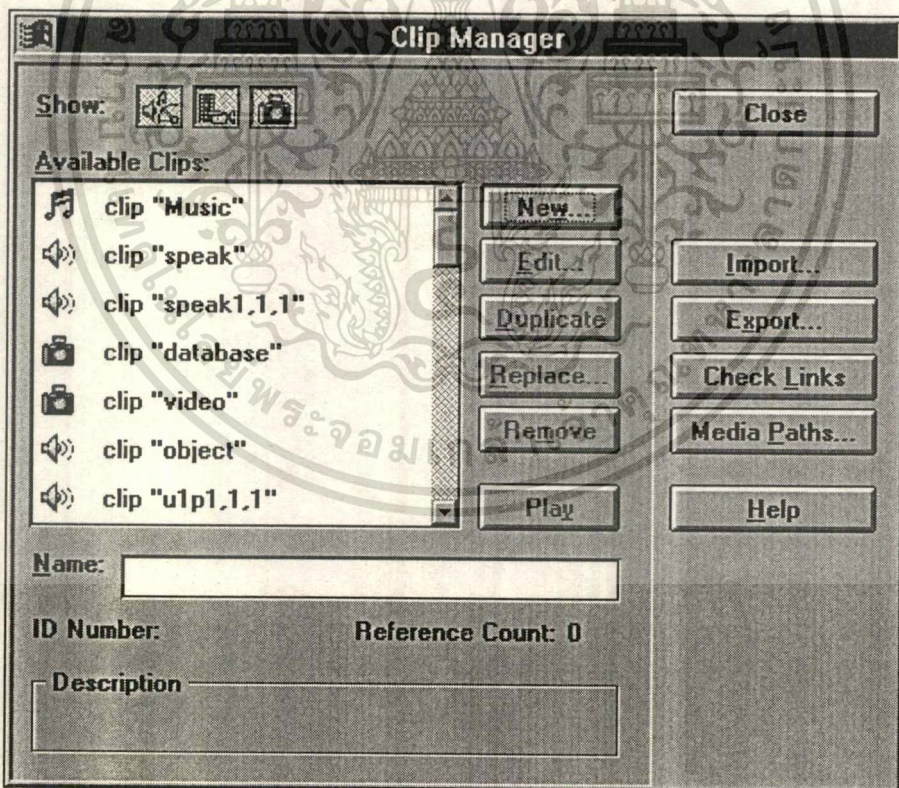 Clip Manager
Show:
Close
Available Clips:
clip "Music"
clip "speak"
clip "speak1,1,1"
clip "database"
clip "video"
clip "object"
clip "u1p1,1,1"
New...
Edit...
Duplicate
Replace...
Remove
Play
Import...
Export...
Check Links
Media Paths...
Help
Name:
ID Number:
Reference Count: 0
Description